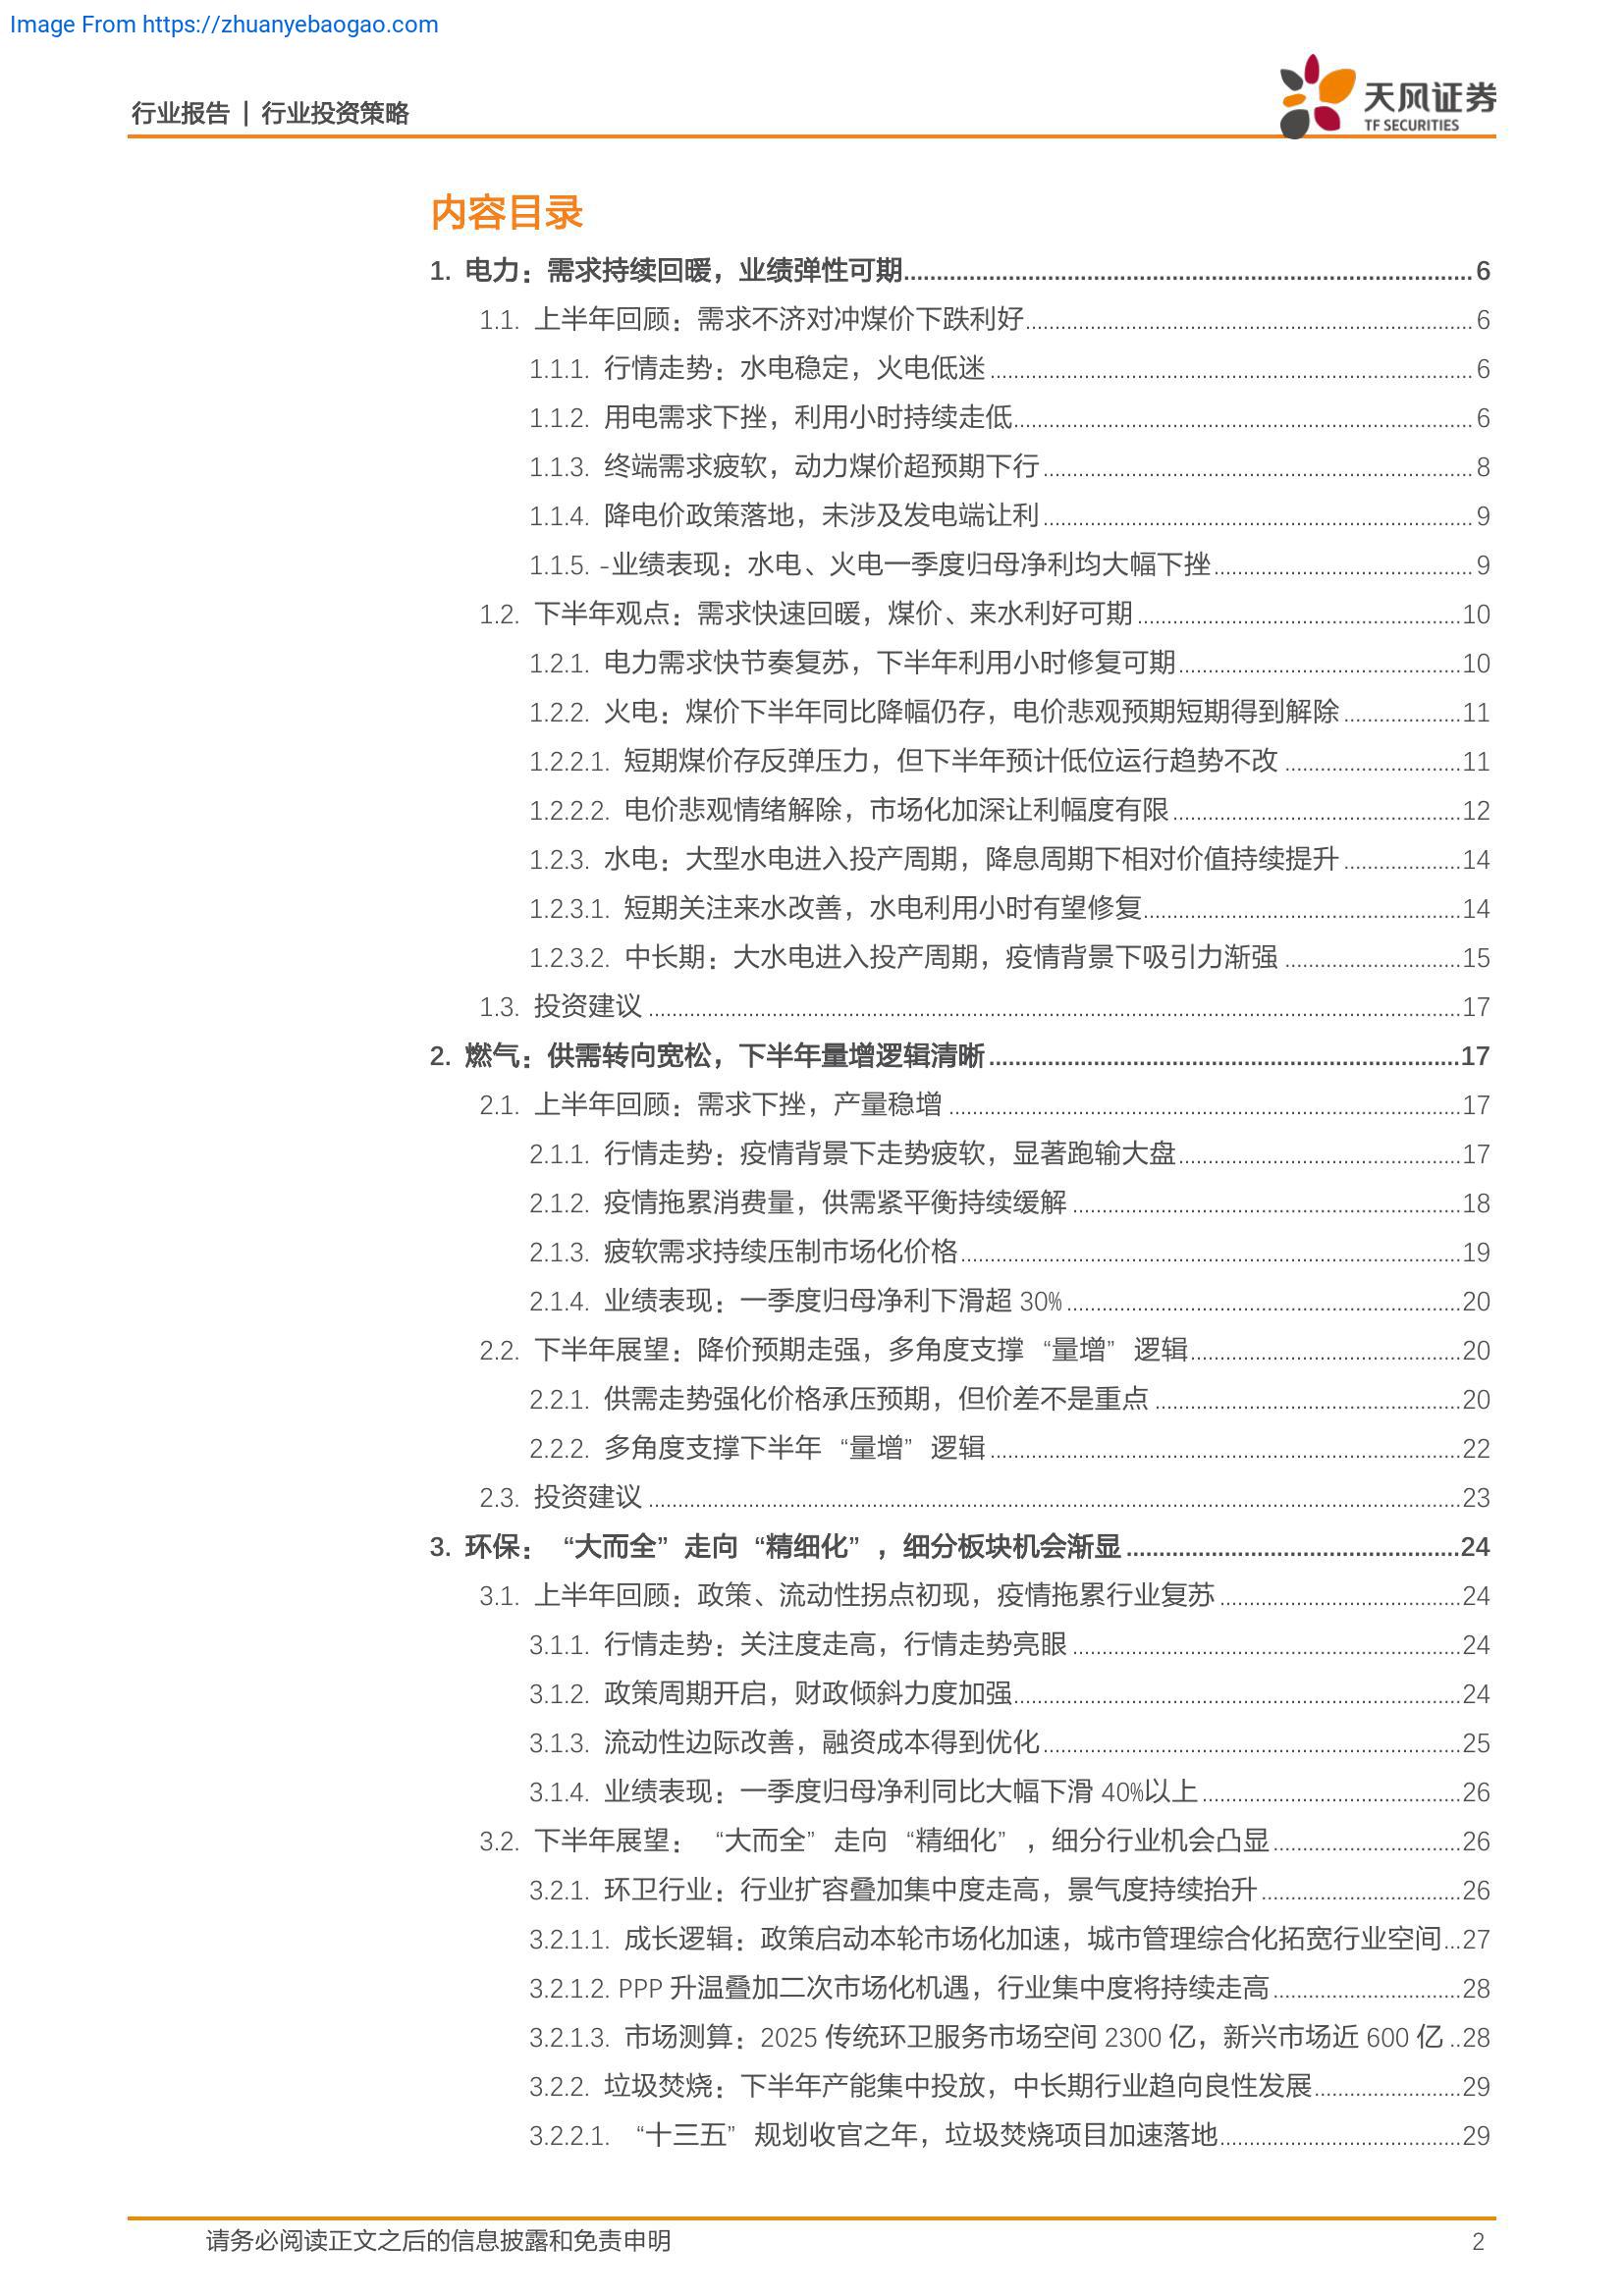 Image From https://zhuanyebaogao.com
行业报告 | 行业投资策略
天风证券
TF SECURITIES
内容目录
1. 电力：需求持续回暖，业绩弹性可期 6
1.1. 上半年回顾：需求不济对冲煤价下跌利好 6
1.1.1. 行情走势：水电稳定，火电低迷 6
1.1.2. 用电需求下挫，利用小时持续走低 6
1.1.3. 终端需求疲软，动力煤价超预期下行 8
1.1.4. 降电价政策落地，未涉及发电端让利 9
1.1.5. -业绩表现：水电、火电一季度归母净利均大幅下挫 9
1.2. 下半年观点：需求快速回暖，煤价、来水利好可期 10
1.2.1. 电力需求快节奏复苏，下半年利用小时修复可期 10
1.2.2. 火电：煤价下半年同比降幅仍存，电价悲观预期短期得到解除 11
1.2.2.1. 短期煤价存反弹压力，但下半年预计低位运行趋势不改 11
1.2.2.2. 电价悲观情绪解除，市场化加深让利幅度有限 12
1.2.3. 水电：大型水电进入投产周期，降息周期下相对价值持续提升 14
1.2.3.1. 短期关注来水改善，水电利用小时有望修复 14
1.2.3.2. 中长期：大水电进入投产周期，疫情背景下吸引力渐强 15
1.3. 投资建议 17
2. 燃气：供需转向宽松，下半年量增逻辑清晰 17
2.1. 上半年回顾：需求下挫，产量稳增 17
2.1.1. 行情走势：疫情背景下走势疲软，显著跑输大盘 17
2.1.2. 疫情拖累消费量，供需紧平衡持续缓解 18
2.1.3. 疲软需求持续压制市场化价格 19
2.1.4. 业绩表现：一季度归母净利下滑超 30% 20
2.2. 下半年展望：降价预期走强，多角度支撑“量增”逻辑 20
2.2.1. 供需走势强化价格承压预期，但价差不是重点 20
2.2.2. 多角度支撑下半年“量增”逻辑 22
2.3. 投资建议 23
3. 环保：“大而全”走向“精细化”，细分板块机会渐显 24
3.1. 上半年回顾：政策、流动性拐点初现，疫情拖累行业复苏 24
3.1.1. 行情走势：关注度走高，行情走势亮眼 24
3.1.2. 政策周期开启，财政倾斜力度加强 24
3.1.3. 流动性边际改善，融资成本得到优化 25
3.1.4. 业绩表现：一季度归母净利同比大幅下滑 40%以上 26
3.2. 下半年展望：“大而全”走向“精细化”，细分行业机会凸显 26
3.2.1. 环卫行业：行业扩容叠加集中度走高，景气度持续抬升 26
3.2.1.1. 成长逻辑：政策启动本轮市场化加速，城市管理综合化拓宽行业空间 27
3.2.1.2. PPP 升温叠加二次市场化机遇，行业集中度将持续走高 28
3.2.1.3. 市场测算：2025 传统环卫服务市场空间 2300 亿，新兴市场近 600 亿 28
3.2.2. 垃圾焚烧：下半年产能集中投放，中长期行业趋向良性发展 29
3.2.2.1. “十三五”规划收官之年，垃圾焚烧项目加速落地 29
请务必阅读正文之后的信息披露和免责申明 2